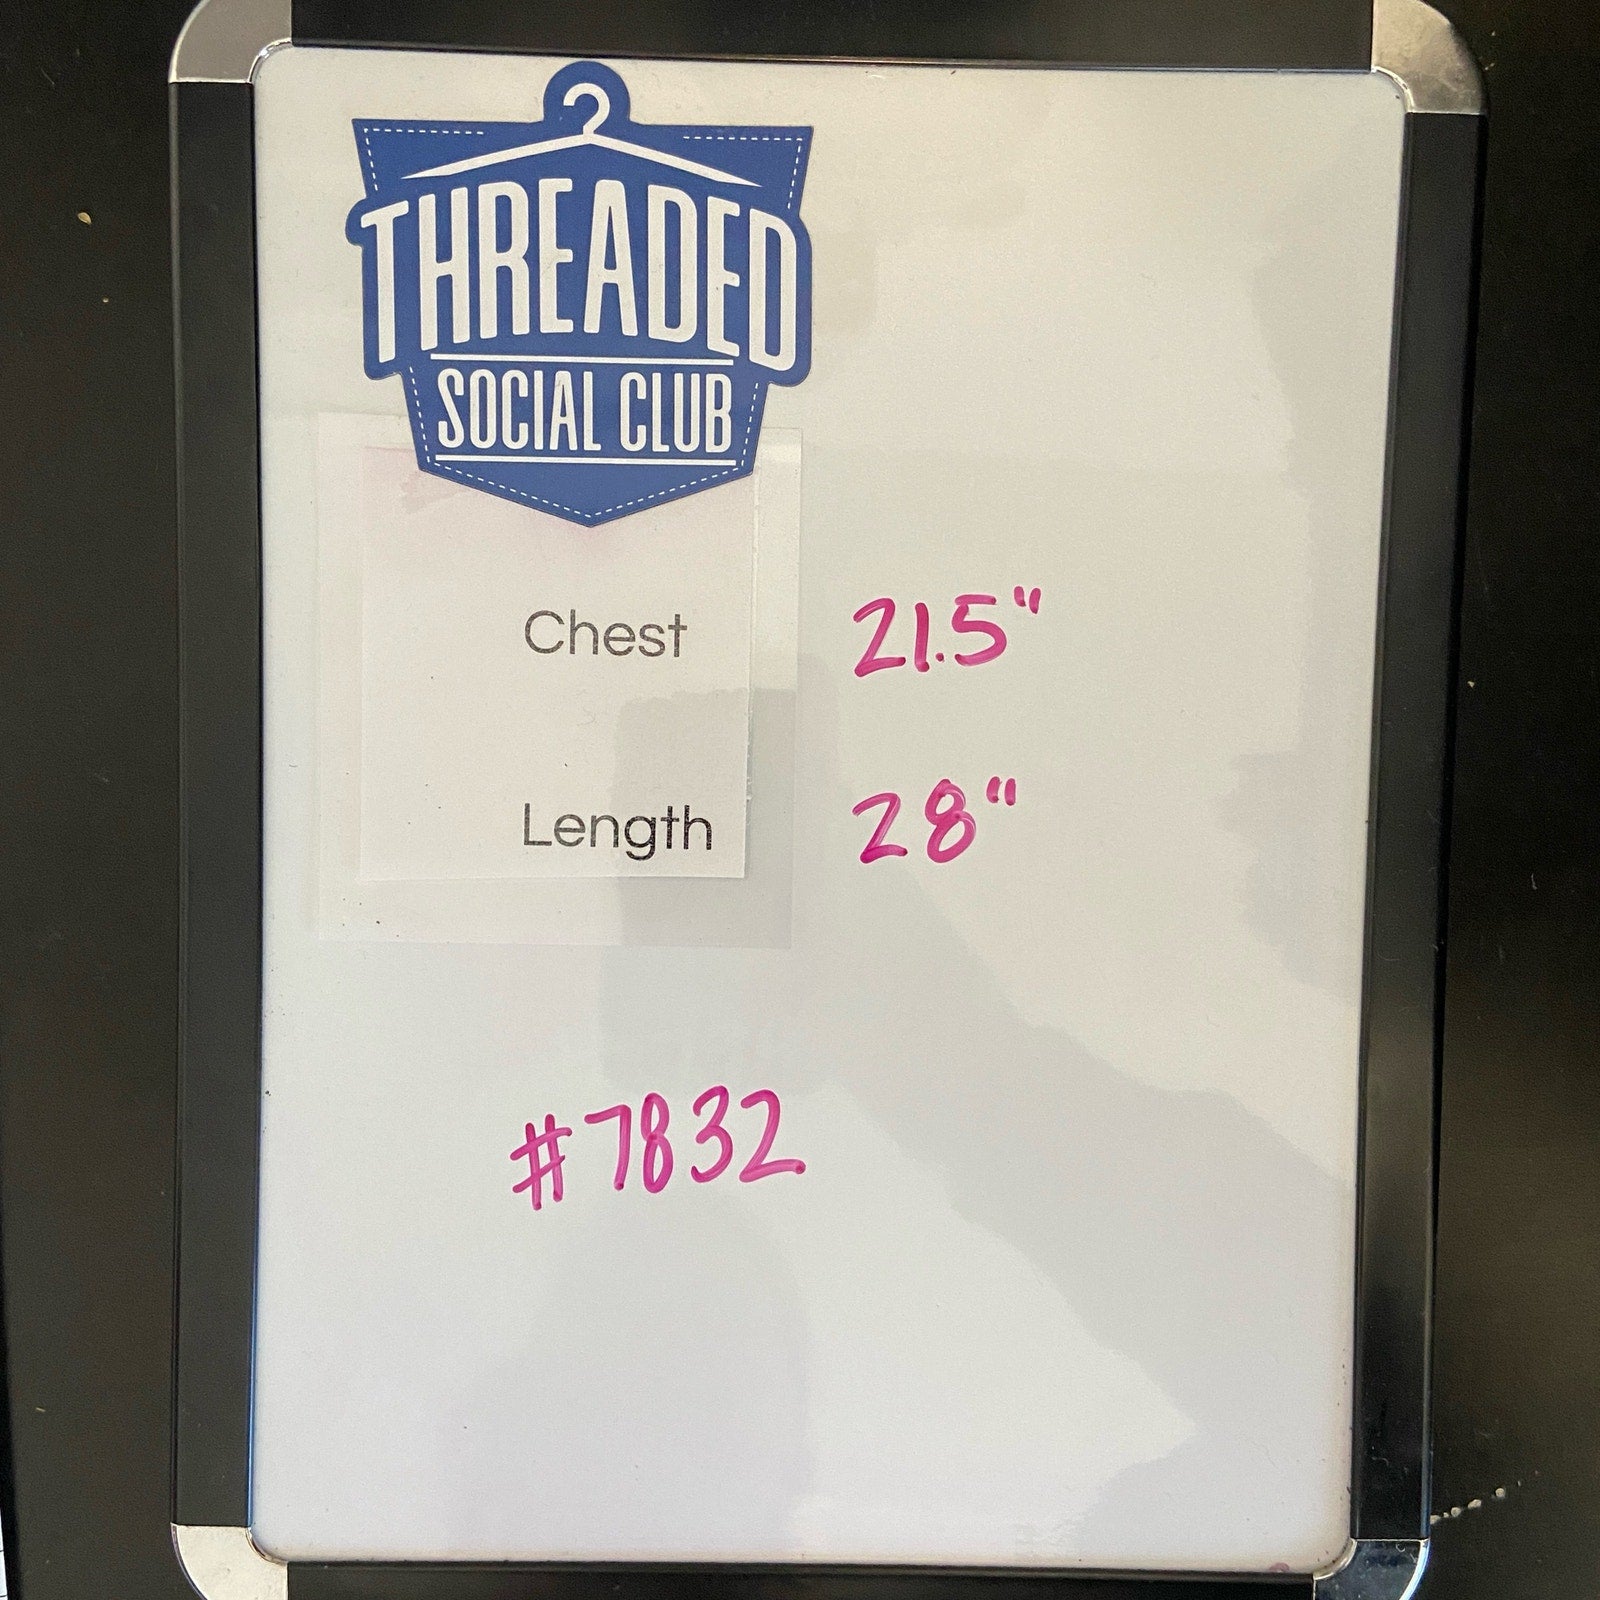 THREADED
SOCIAL CLUB
Chest 21.5"
Length 28"
#7832